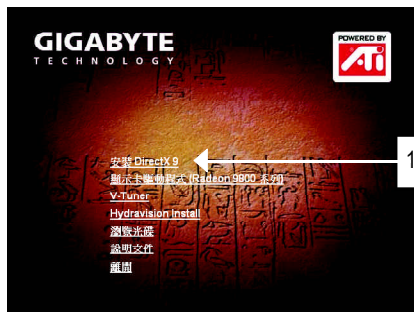 GIGABYTE
TECHNOLOGY
POWERED BY
ATi
安裝 DirectX 9
1
顯示卡驅動程式 (Radeon 9800 系列)
V-Tuner
Hydravision Install
瀏覽光碟
說明文件
離開